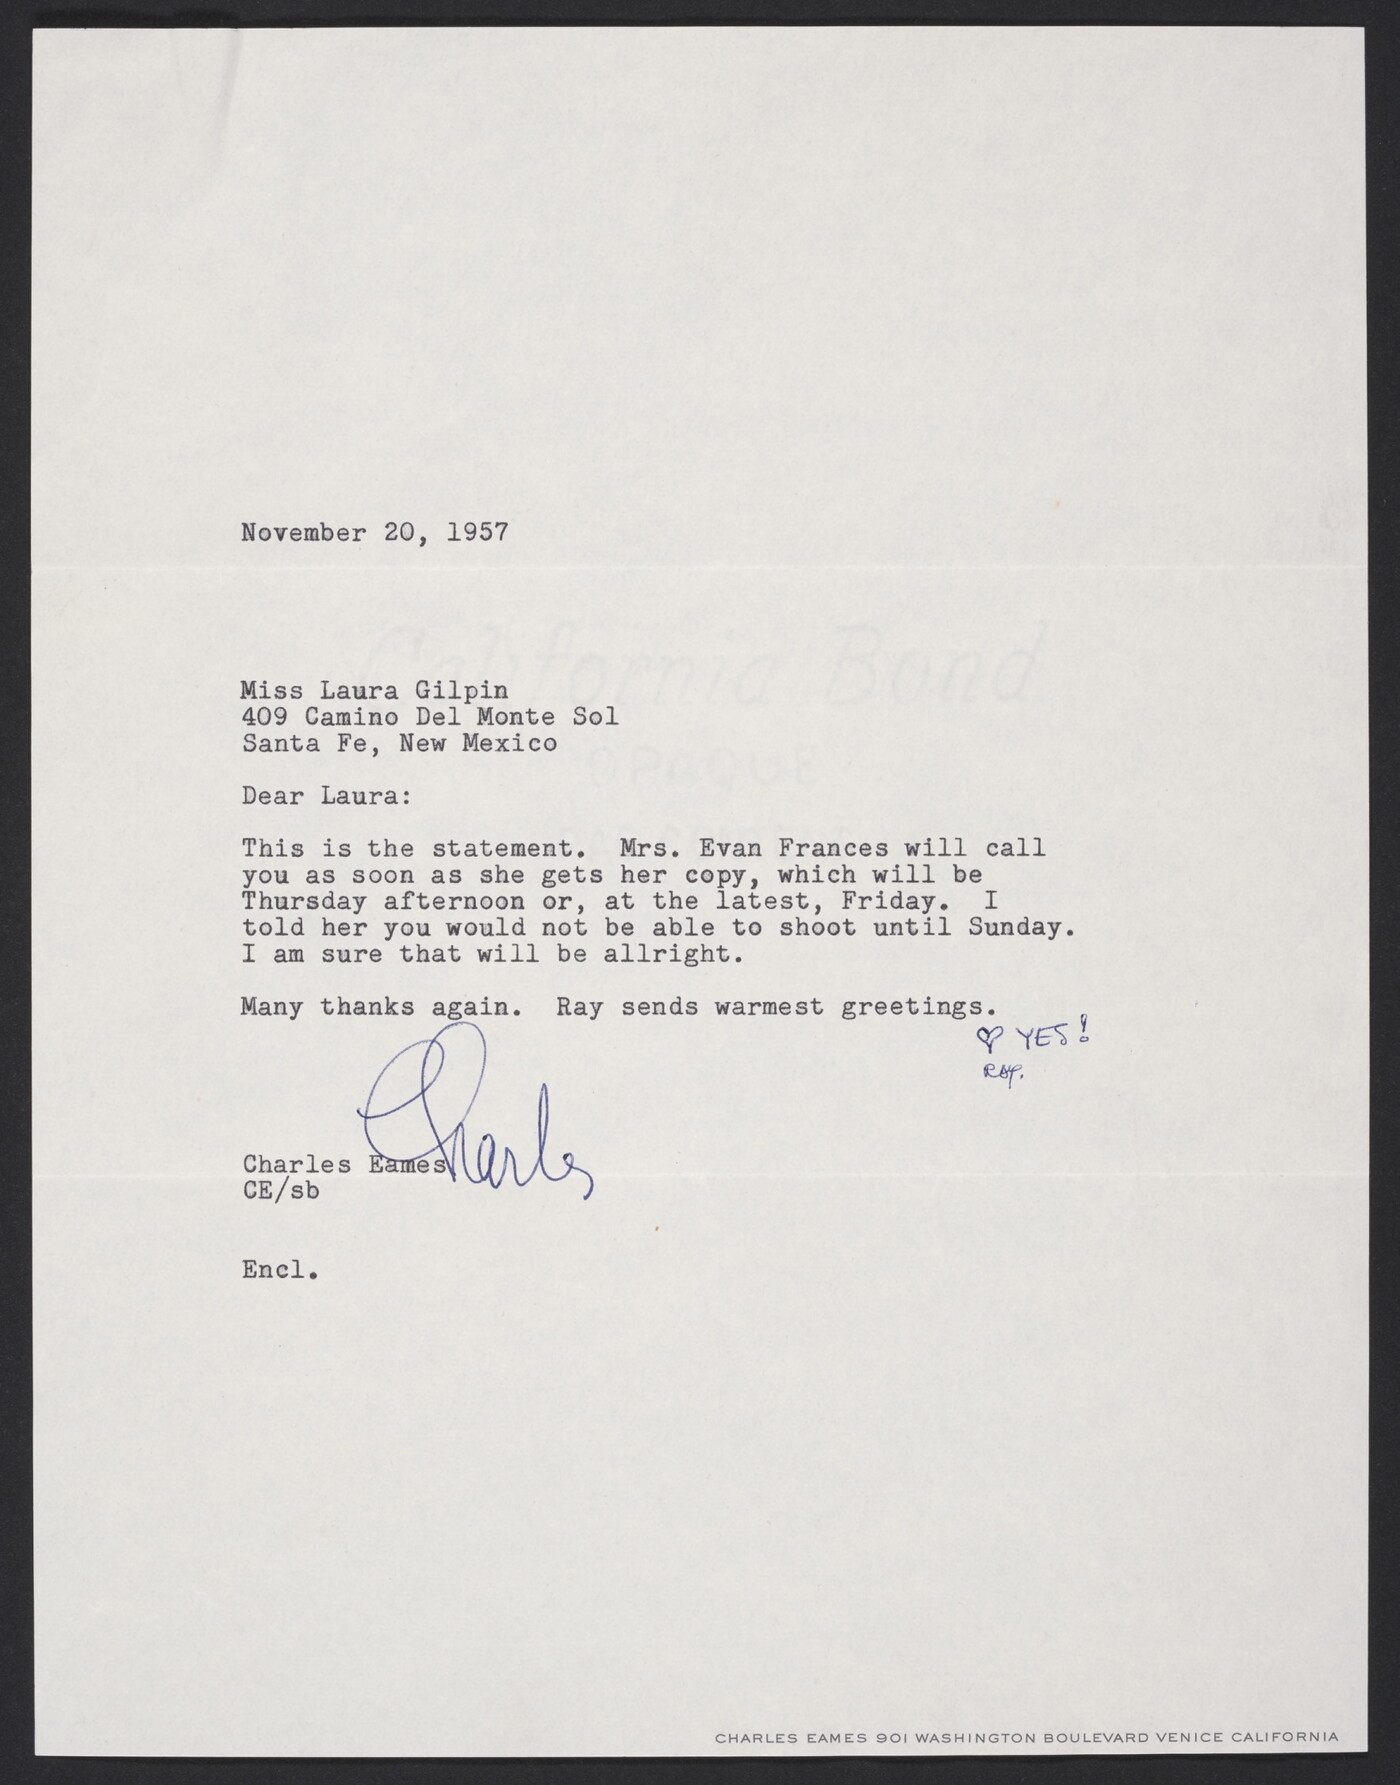 November 20, 1957
California Bond
OPAQUE
Miss Laura Gilpin
409 Camino Del Monte Sol
Santa Fe, New Mexico
Dear Laura:
This is the statement.  Mrs. Evan Frances will call
you as soon as she gets her copy, which will be
Thursday afternoon or, at the latest, Friday.  I
told her you would not be able to shoot until Sunday.
I am sure that will be allright.
Many thanks again.  Ray sends warmest greetings.
♡ YES!
RAY.
Charles
Charles Eames
CE/sb
Encl.
CHARLES EAMES 901 WASHINGTON BOULEVARD VENICE CALIFORNIA